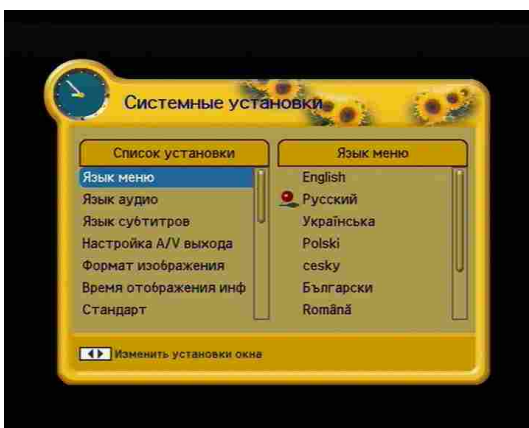 Системные установки
Список установки
Язык меню
Язык аудио
Язык субтитров
Настройка A/V выхода
Формат изображения
Время отображения инф
Стандарт
Язык меню
English
Русский
Українська
Polski
cesky
Български
Română
Изменить установки окна